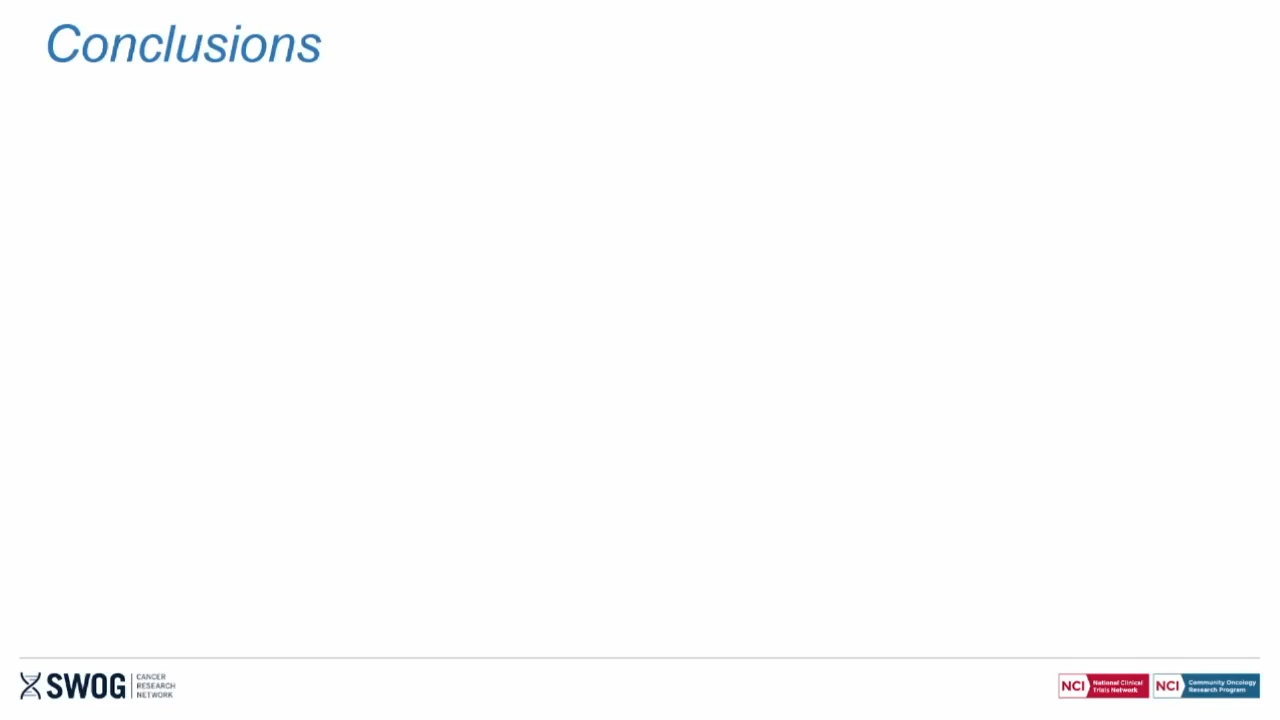 Conclusions
SWOG
CANCER
RESEARCH
NETWORK
NCI
National Clinical
Trials Network
NCI
Community Oncology
Research Program